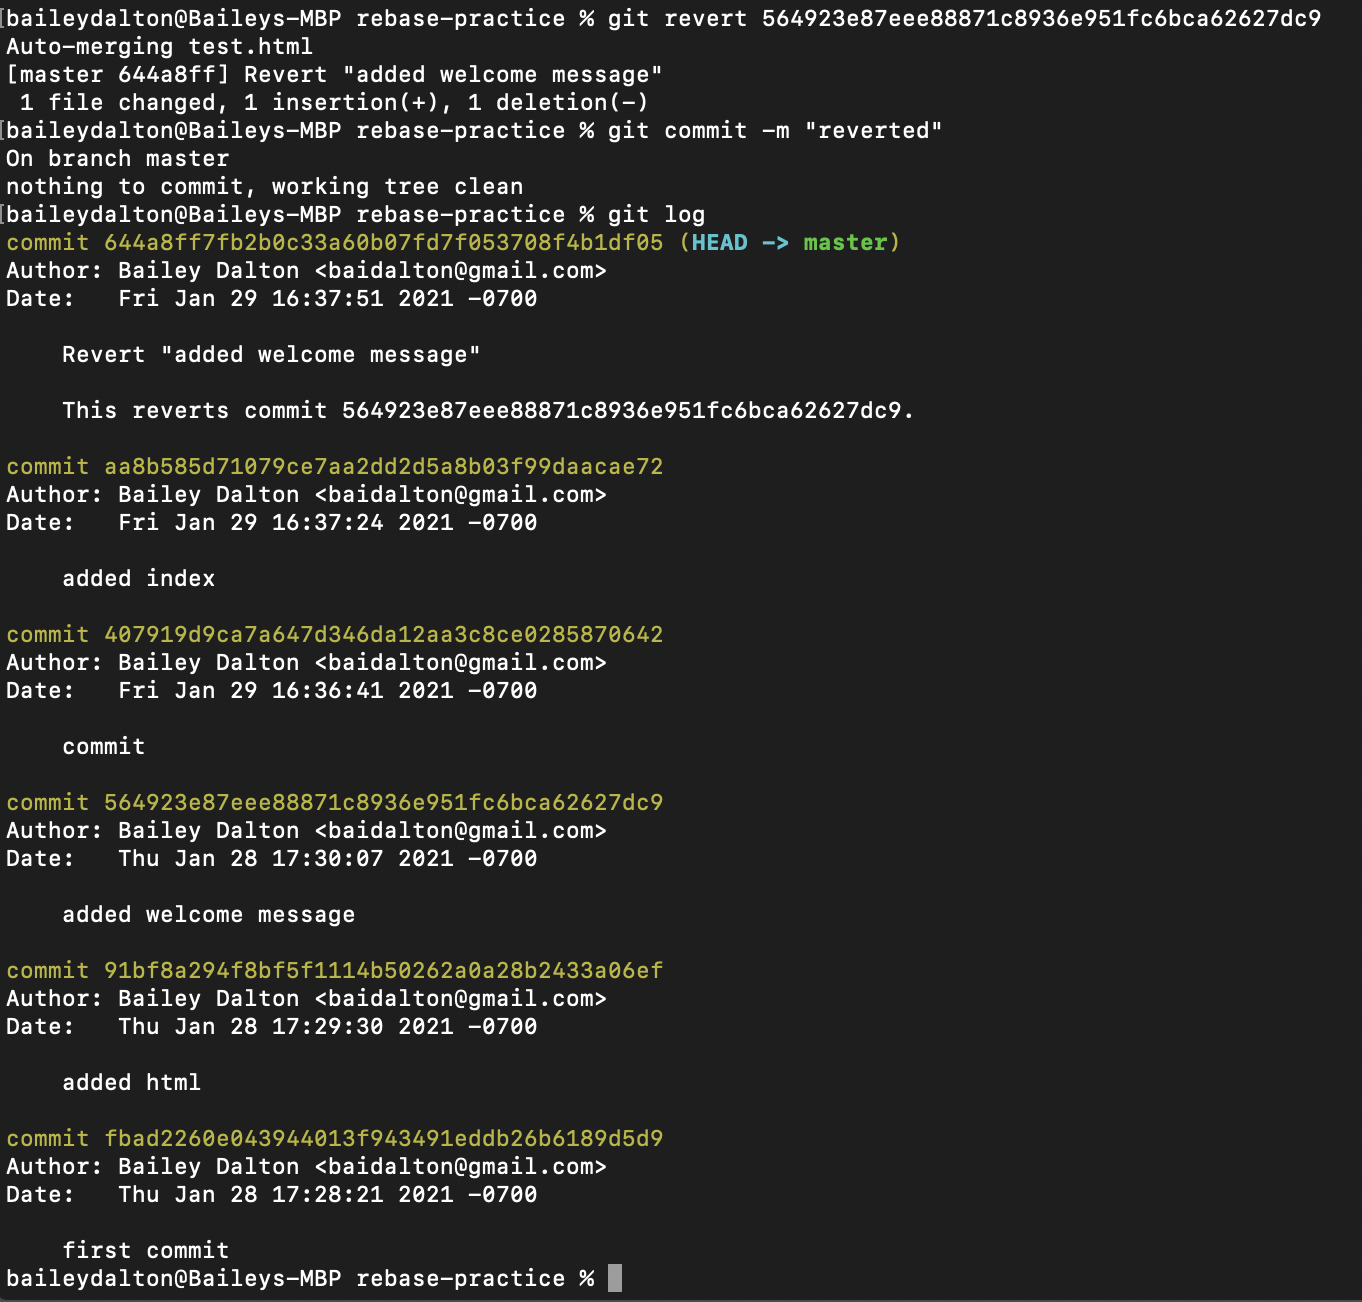 [baileydalton@Baileys-MBP rebase-practice % git revert 564923e87eee88871c8936e951fc6bca62627dc9
Auto-merging test.html
[master 644a8ff] Revert "added welcome message"
 1 file changed, 1 insertion(+), 1 deletion(-)
[baileydalton@Baileys-MBP rebase-practice % git commit -m "reverted"
On branch master
nothing to commit, working tree clean
[baileydalton@Baileys-MBP rebase-practice % git log
commit 644a8ff7fb2b0c33a60b07fd7f053708f4b1df05 (HEAD -> master)
Author: Bailey Dalton <baidalton@gmail.com>
Date:   Fri Jan 29 16:37:51 2021 -0700

    Revert "added welcome message"

    This reverts commit 564923e87eee88871c8936e951fc6bca62627dc9.

commit aa8b585d71079ce7aa2dd2d5a8b03f99daacae72
Author: Bailey Dalton <baidalton@gmail.com>
Date:   Fri Jan 29 16:37:24 2021 -0700

    added index

commit 407919d9ca7a647d346da12aa3c8ce0285870642
Author: Bailey Dalton <baidalton@gmail.com>
Date:   Fri Jan 29 16:36:41 2021 -0700

    commit

commit 564923e87eee88871c8936e951fc6bca62627dc9
Author: Bailey Dalton <baidalton@gmail.com>
Date:   Thu Jan 28 17:30:07 2021 -0700

    added welcome message

commit 91bf8a294f8bf5f1114b50262a0a28b2433a06ef
Author: Bailey Dalton <baidalton@gmail.com>
Date:   Thu Jan 28 17:29:30 2021 -0700

    added html

commit fbad2260e043944013f943491eddb26b6189d5d9
Author: Bailey Dalton <baidalton@gmail.com>
Date:   Thu Jan 28 17:28:21 2021 -0700

    first commit
baileydalton@Baileys-MBP rebase-practice %